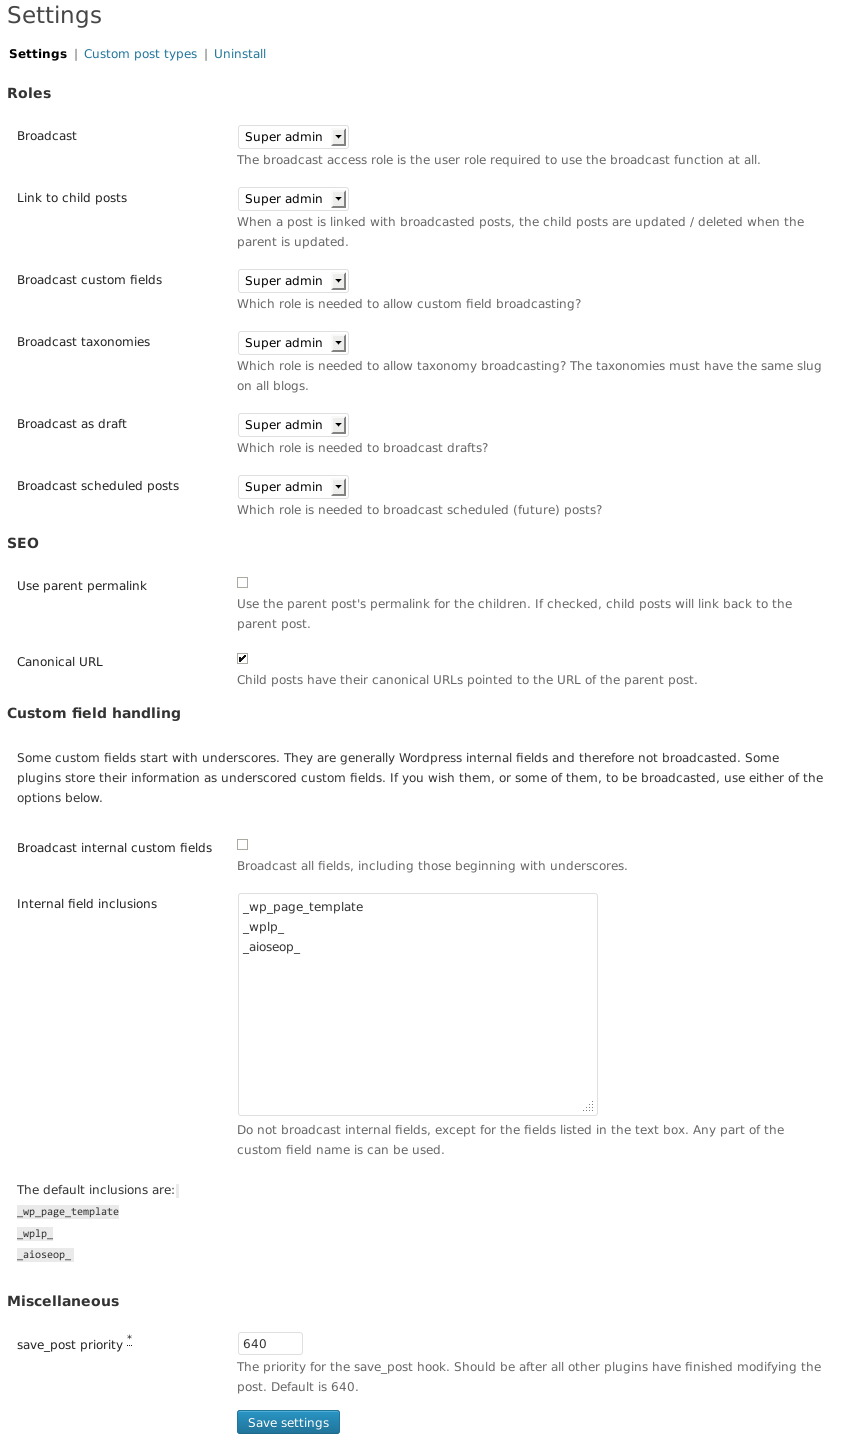 Settings
Settings | Custom post types | Uninstall
Roles
Broadcast
Super admin
The broadcast access role is the user role required to use the broadcast function at all.
Link to child posts
Super admin
When a post is linked with broadcasted posts, the child posts are updated / deleted when the
parent is updated.
Broadcast custom fields
Super admin
Which role is needed to allow custom field broadcasting?
Broadcast taxonomies
Super admin
Which role is needed to allow taxonomy broadcasting? The taxonomies must have the same slug
on all blogs.
Broadcast as draft
Super admin
Which role is needed to broadcast drafts?
Broadcast scheduled posts
Super admin
Which role is needed to broadcast scheduled (future) posts?
SEO
Use parent permalink
Use the parent post's permalink for the children. If checked, child posts will link back to the
parent post.
Canonical URL
Child posts have their canonical URLs pointed to the URL of the parent post.
Custom field handling
Some custom fields start with underscores. They are generally Wordpress internal fields and therefore not broadcasted. Some
plugins store their information as underscored custom fields. If you wish them, or some of them, to be broadcasted, use either of the
options below.
Broadcast internal custom fields
Broadcast all fields, including those beginning with underscores.
Internal field inclusions
_wp_page_template
_wplp_
_aioseop_
Do not broadcast internal fields, except for the fields listed in the text box. Any part of the
custom field name is can be used.
The default inclusions are:
_wp_page_template
_wplp_
_aioseop_
Miscellaneous
save_post priority *
640
The priority for the save_post hook. Should be after all other plugins have finished modifying the
post. Default is 640.
Save settings